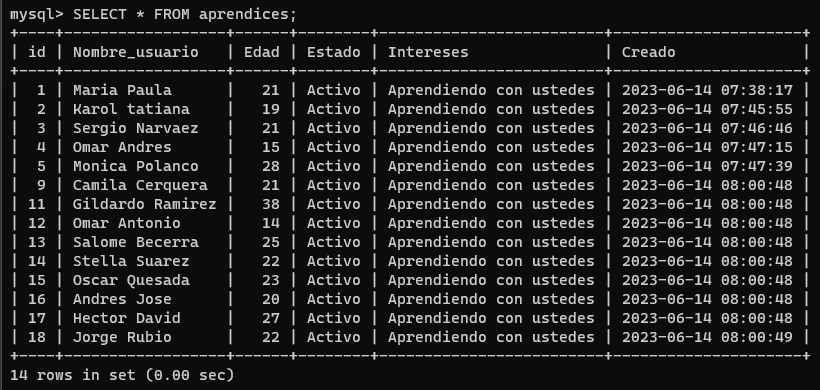 mysql> SELECT * FROM aprendices;
+----+------------------+------+--------+-------------------------+---------------------+
| id | Nombre_usuario   | Edad | Estado | Intereses               | Creado              |
+----+------------------+------+--------+-------------------------+---------------------+
|  1 | Maria Paula      |   21 | Activo | Aprendiendo con ustedes | 2023-06-14 07:38:17 |
|  2 | Karol tatiana    |   19 | Activo | Aprendiendo con ustedes | 2023-06-14 07:45:55 |
|  3 | Sergio Narvaez   |   21 | Activo | Aprendiendo con ustedes | 2023-06-14 07:46:46 |
|  4 | Omar Andres      |   15 | Activo | Aprendiendo con ustedes | 2023-06-14 07:47:15 |
|  5 | Monica Polanco   |   28 | Activo | Aprendiendo con ustedes | 2023-06-14 07:47:39 |
|  9 | Camila Cerquera  |   21 | Activo | Aprendiendo con ustedes | 2023-06-14 08:00:48 |
| 11 | Gildardo Ramirez |   38 | Activo | Aprendiendo con ustedes | 2023-06-14 08:00:48 |
| 12 | Omar Antonio     |   14 | Activo | Aprendiendo con ustedes | 2023-06-14 08:00:48 |
| 13 | Salome Becerra   |   25 | Activo | Aprendiendo con ustedes | 2023-06-14 08:00:48 |
| 14 | Stella Suarez    |   22 | Activo | Aprendiendo con ustedes | 2023-06-14 08:00:48 |
| 15 | Oscar Quesada    |   23 | Activo | Aprendiendo con ustedes | 2023-06-14 08:00:48 |
| 16 | Andres Jose      |   20 | Activo | Aprendiendo con ustedes | 2023-06-14 08:00:48 |
| 17 | Hector David     |   27 | Activo | Aprendiendo con ustedes | 2023-06-14 08:00:48 |
| 18 | Jorge Rubio      |   22 | Activo | Aprendiendo con ustedes | 2023-06-14 08:00:49 |
+----+------------------+------+--------+-------------------------+---------------------+
14 rows in set (0.00 sec)